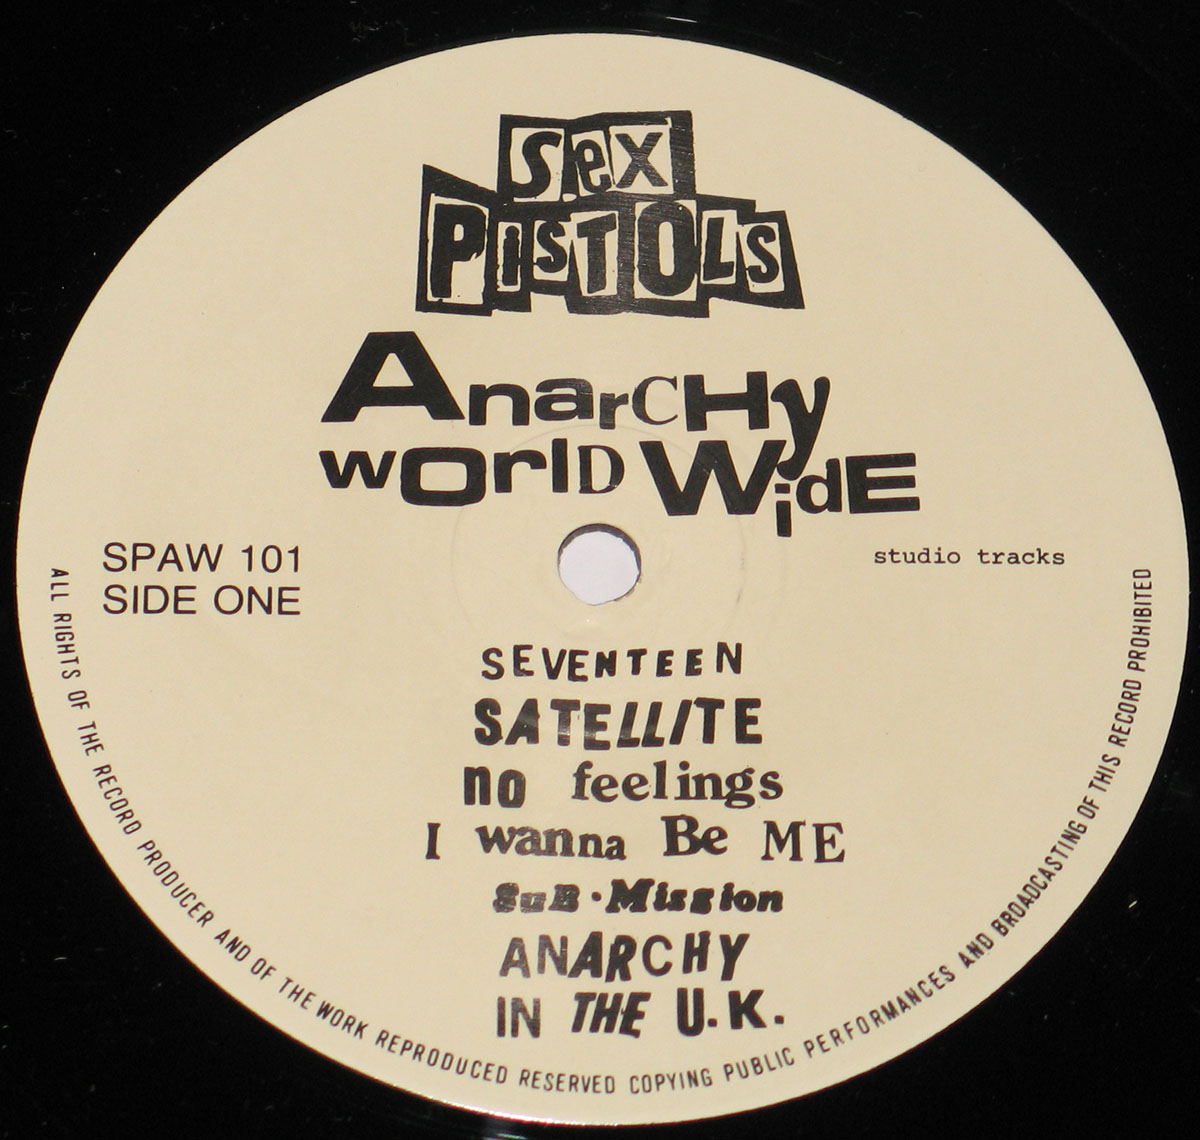 Sex
PiSTOLS
AnarCHy
wOrlD WidE
SPAW 101
SIDE ONE
studio tracks
SEVENTEEN
SATELLITE
no feelings
I wanna Be ME
SuB·Mission
ANARCHY
IN THE U.K.
ALL RIGHTS OF THE RECORD PRODUCER AND OF THE WORK REPRODUCED RESERVED COPYING PUBLIC PERFORMANCES AND BROADCASTING OF THIS RECORD PROHIBITED